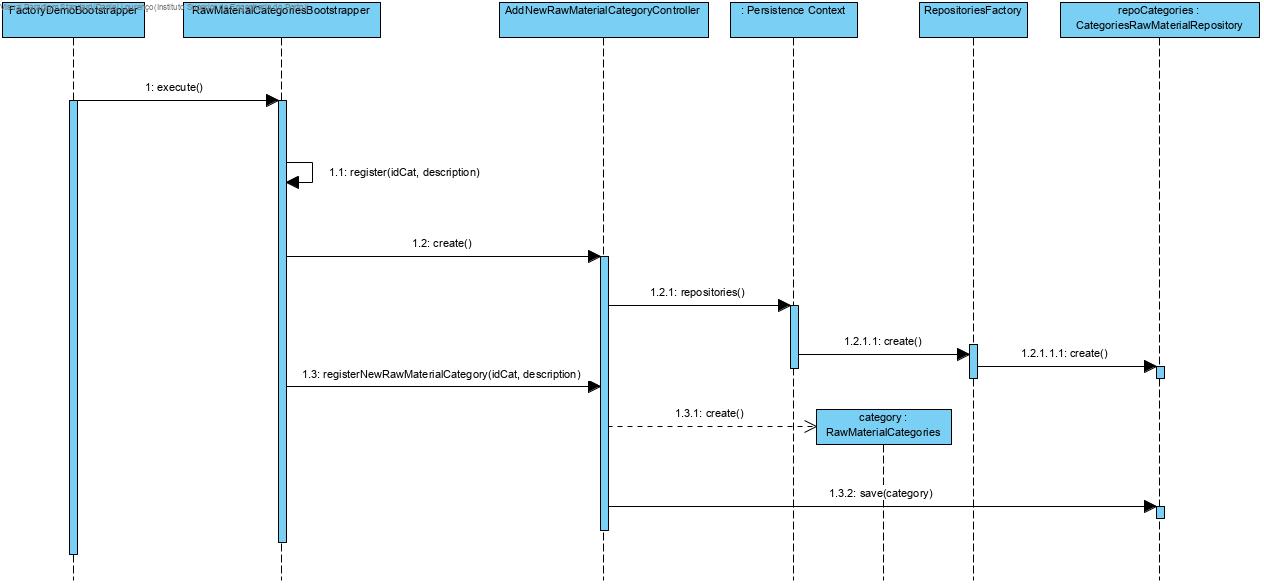 FactoryDemoBootstrapper
RawMaterialCategoriesBootstrapper
AddNewRawMaterialCategoryController
: Persistence Context
RepositoriesFactory
repoCategories :
CategoriesRawMaterialRepository
1: execute()
1.1: register(idCat, description)
1.2: create()
1.2.1: repositories()
1.2.1.1: create()
1.2.1.1.1: create()
1.3: registerNewRawMaterialCategory(idCat, description)
1.3.1: create()
category :
RawMaterialCategories
1.3.2: save(category)